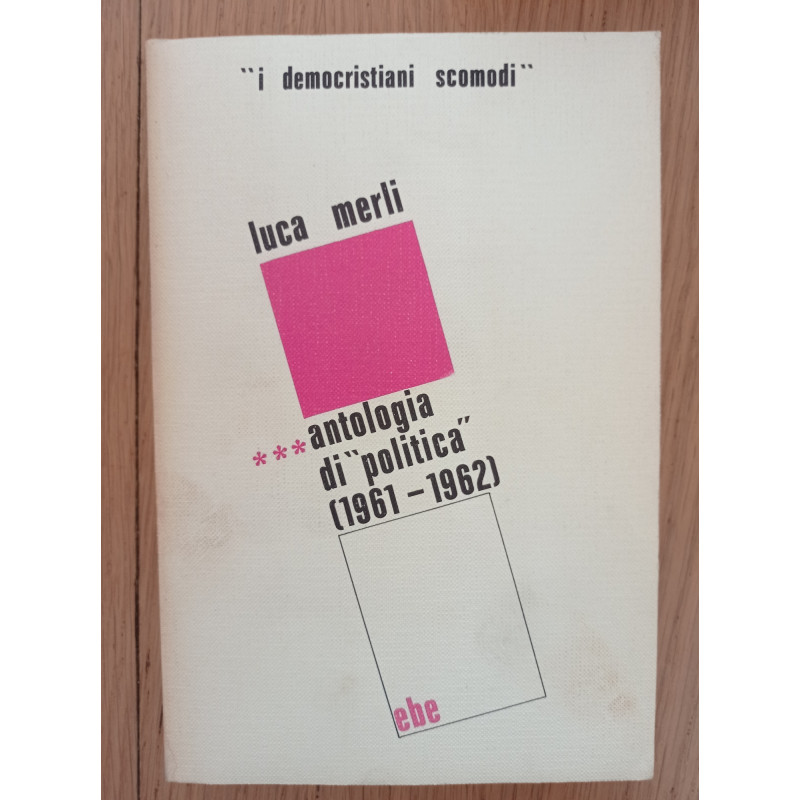 "i democristiani scomodi"
luca merli
***antologia
di "politica"
(1961-1962)
ebe